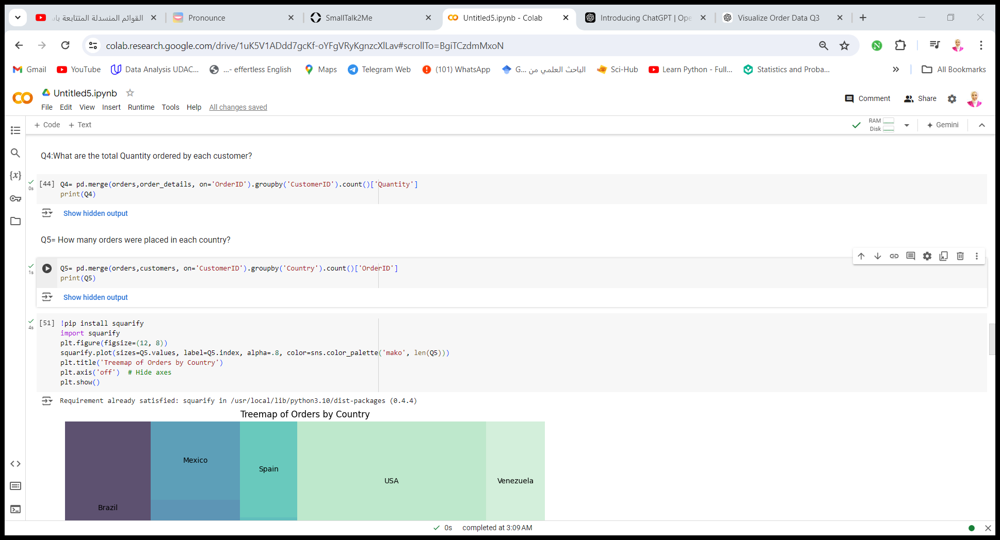 القوائم المنسدلة المتتابعة باس
Pronounce
SmallTalk2Me
Untitled5.ipynb - Colab
Introducing ChatGPT | Ope
Visualize Order Data Q3
colab.research.google.com/drive/1uK5V1ADdd7gcKf-oYFgVRyKgnzcXlLav#scrollTo=BgiTCzdmMxoN
Gmail
YouTube
Data Analysis UDAC...
...- effertless English
Maps
Telegram Web
(101) WhatsApp
G... الباحث العلمي من
Sci-Hub
Learn Python - Full...
Statistics and Proba...
All Bookmarks
Untitled5.ipynb
Comment
Share
File Edit View Insert Runtime Tools Help All changes saved
+ Code + Text
RAM
Disk
Gemini
Q4:What are the total Quantity ordered by each customer?
[44] Q4= pd.merge(orders,order_details, on='OrderID').groupby('CustomerID').count()['Quantity']
0s
print(Q4)
Show hidden output
Q5= How many orders were placed in each country?
Q5= pd.merge(orders,customers, on='CustomerID').groupby('Country').count()['OrderID']
1s
print(Q5)
Show hidden output
[51] !pip install squarify
4s
import squarify
plt.figure(figsize=(12, 8))
squarify.plot(sizes=Q5.values, label=Q5.index, alpha=.8, color=sns.color_palette('mako', len(Q5)))
plt.title('Treemap of Orders by Country')
plt.axis('off')  # Hide axes
plt.show()
Requirement already satisfied: squarify in /usr/local/lib/python3.10/dist-packages (0.4.4)
Treemap of Orders by Country
Mexico
Spain
USA
Venezuela
Brazil
0s completed at 3:09 AM